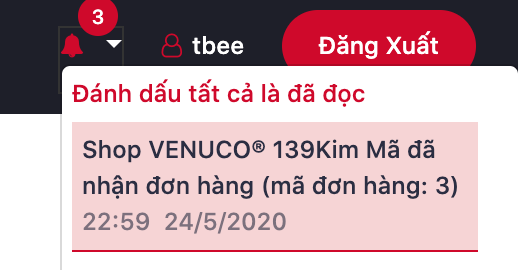 3
tbee
Đăng Xuất
Đánh dấu tất cả là đã đọc
Shop VENUCO® 139Kim Mã đã
nhận đơn hàng (mã đơn hàng: 3)
22:59 24/5/2020